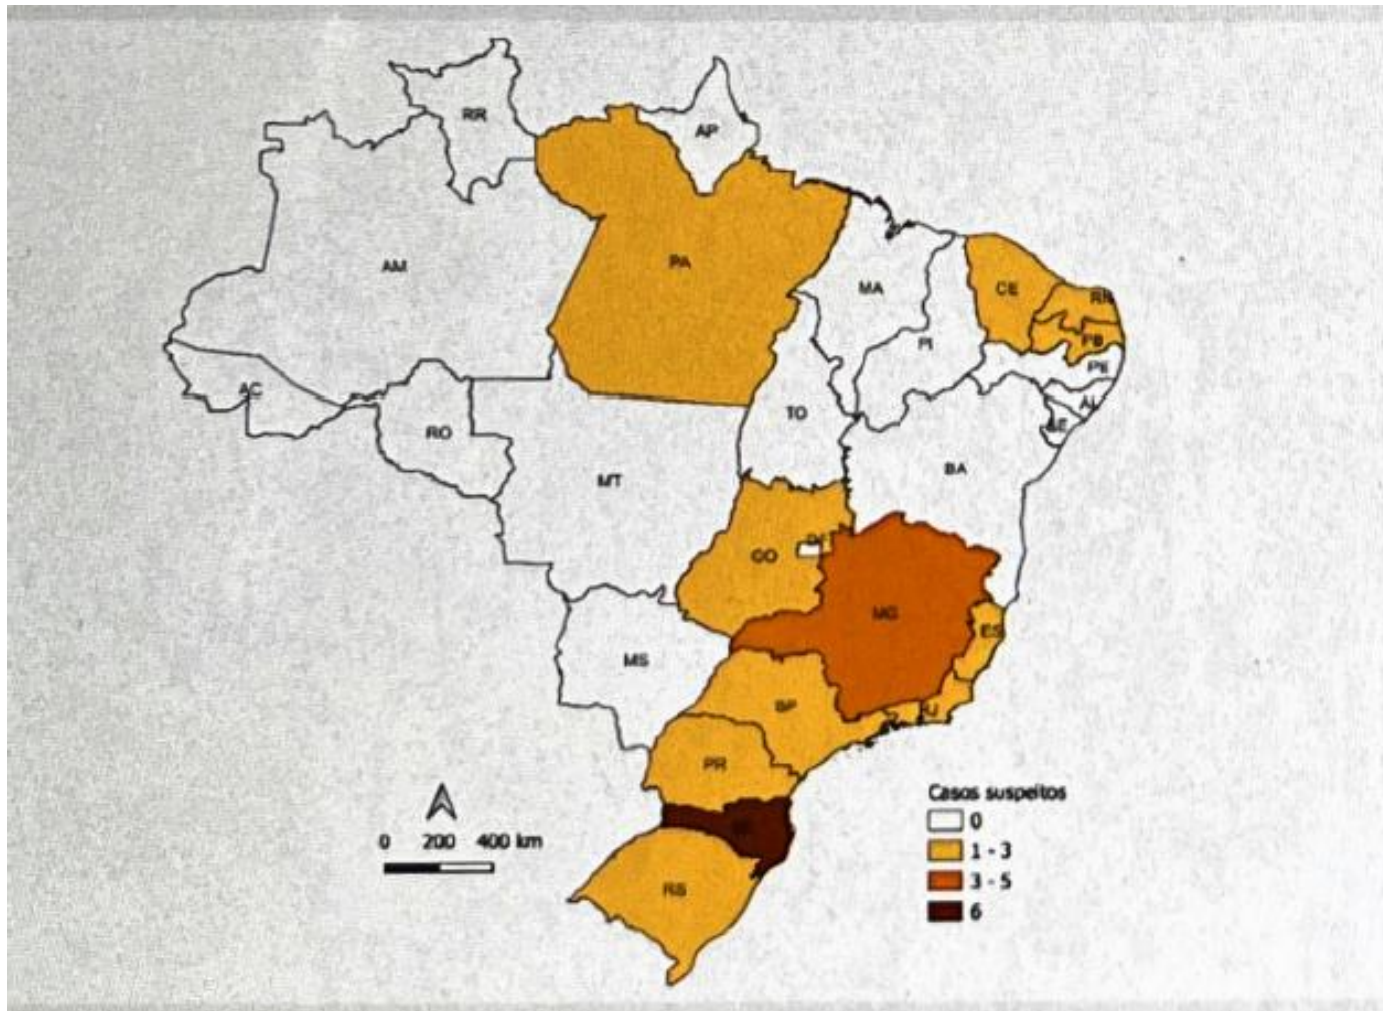 RR
AP
AM
PA
MA
CE
RN
PB
PI
PE
AL
SE
AC
RO
TO
BA
MT
GO
DF
MG
ES
MS
SP
RJ
PR
RS
Casos suspeitos
0
1 - 3
3 - 5
6
0 200 400 km